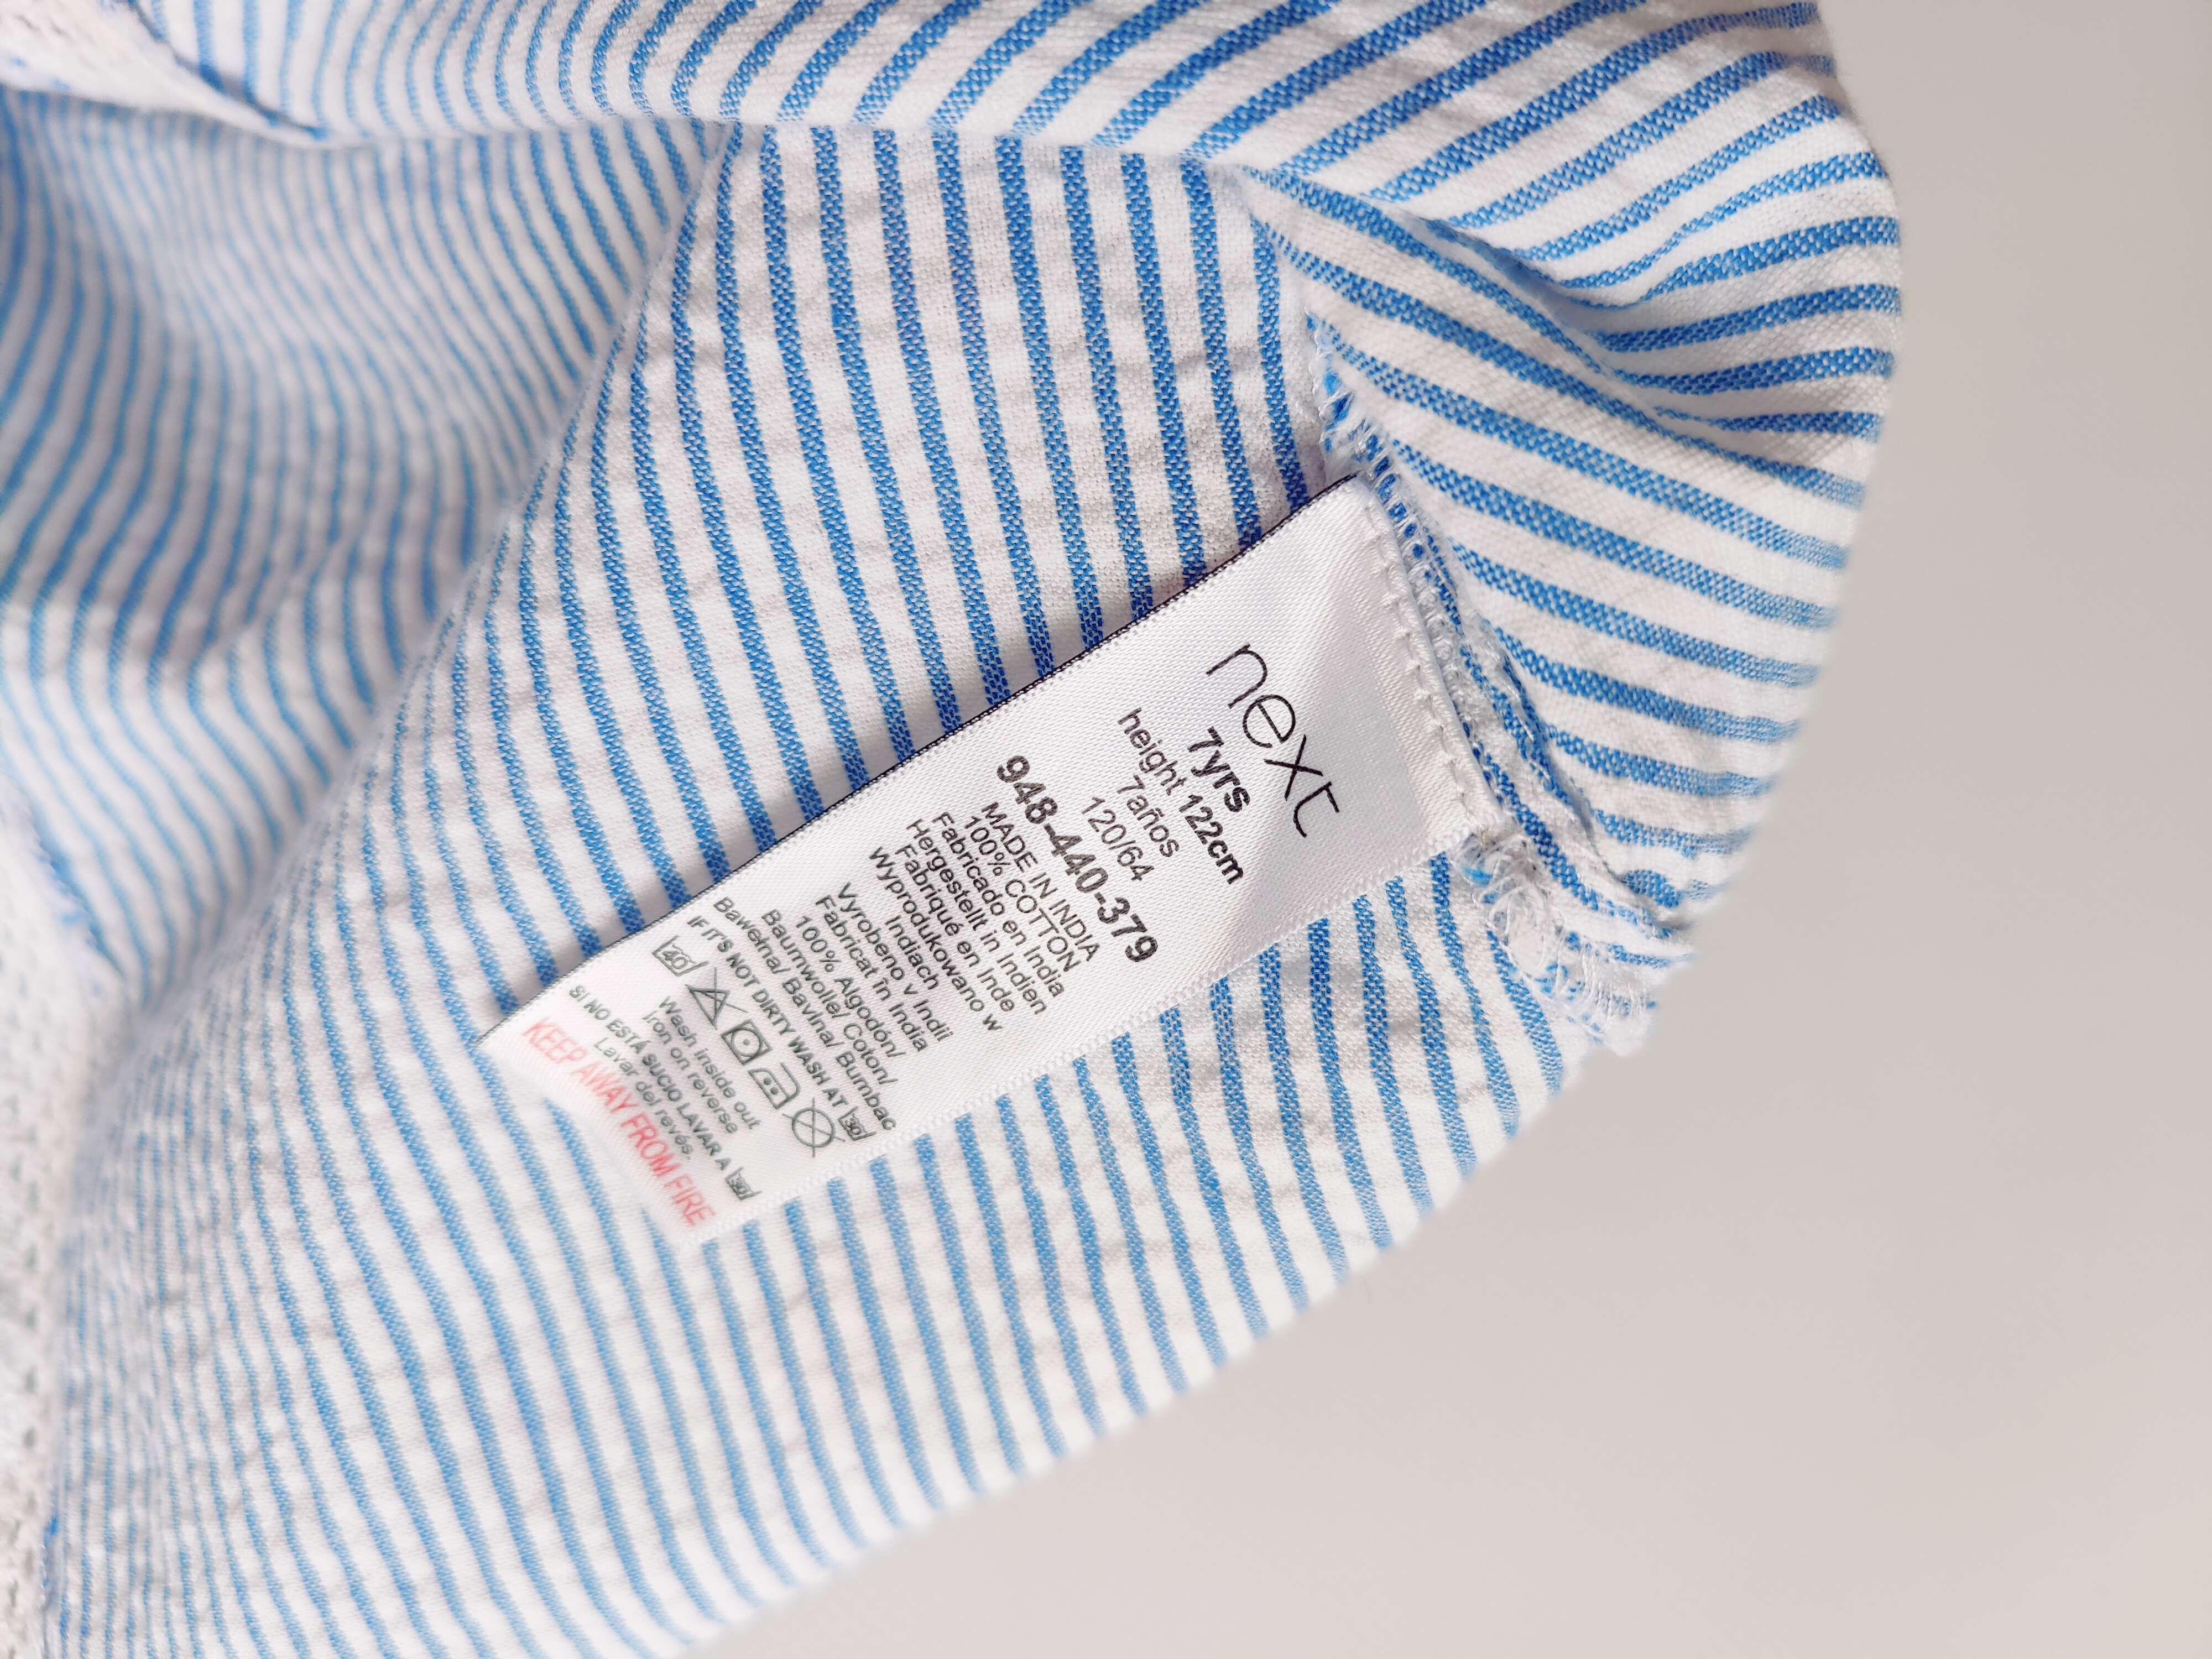 next
7yrs
height 122cm
7años
120/64
948-440-379
MADE IN INDIA
100% COTTON
Fabricado en India
Hergestellt in Indien
Fabriqué en Inde
Wyprodukowano w
Indiach
Vyrobeno v Indii
Fabricat în India
100% Algodón/
Baumwolle/ Coton/
Bawełna/ Bavlna/ Bumbac
IF IT'S NOT DIRTY WASH AT 30
40
Wash inside out
Iron on reverse
SI NO ESTÁ SUCIO LAVAR A 30
Lavar del revés.
KEEP AWAY FROM FIRE